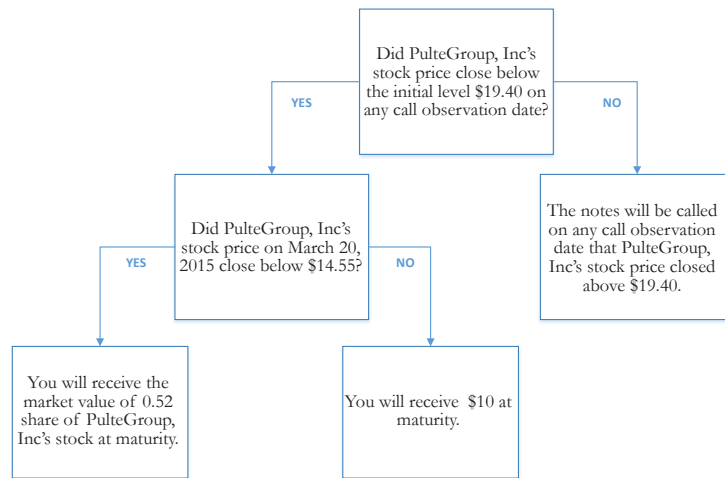 Did PulteGroup, Inc's
stock price close below
the initial level $19.40 on
any call observation date?
YES
NO
Did PulteGroup, Inc's
stock price on March 20,
2015 close below $14.55?
The notes will be called
on any call observation
date that PulteGroup,
Inc's stock price closed
above $19.40.
YES
NO
You will receive the
market value of 0.52
share of PulteGroup,
Inc's stock at maturity.
You will receive $10 at
maturity.